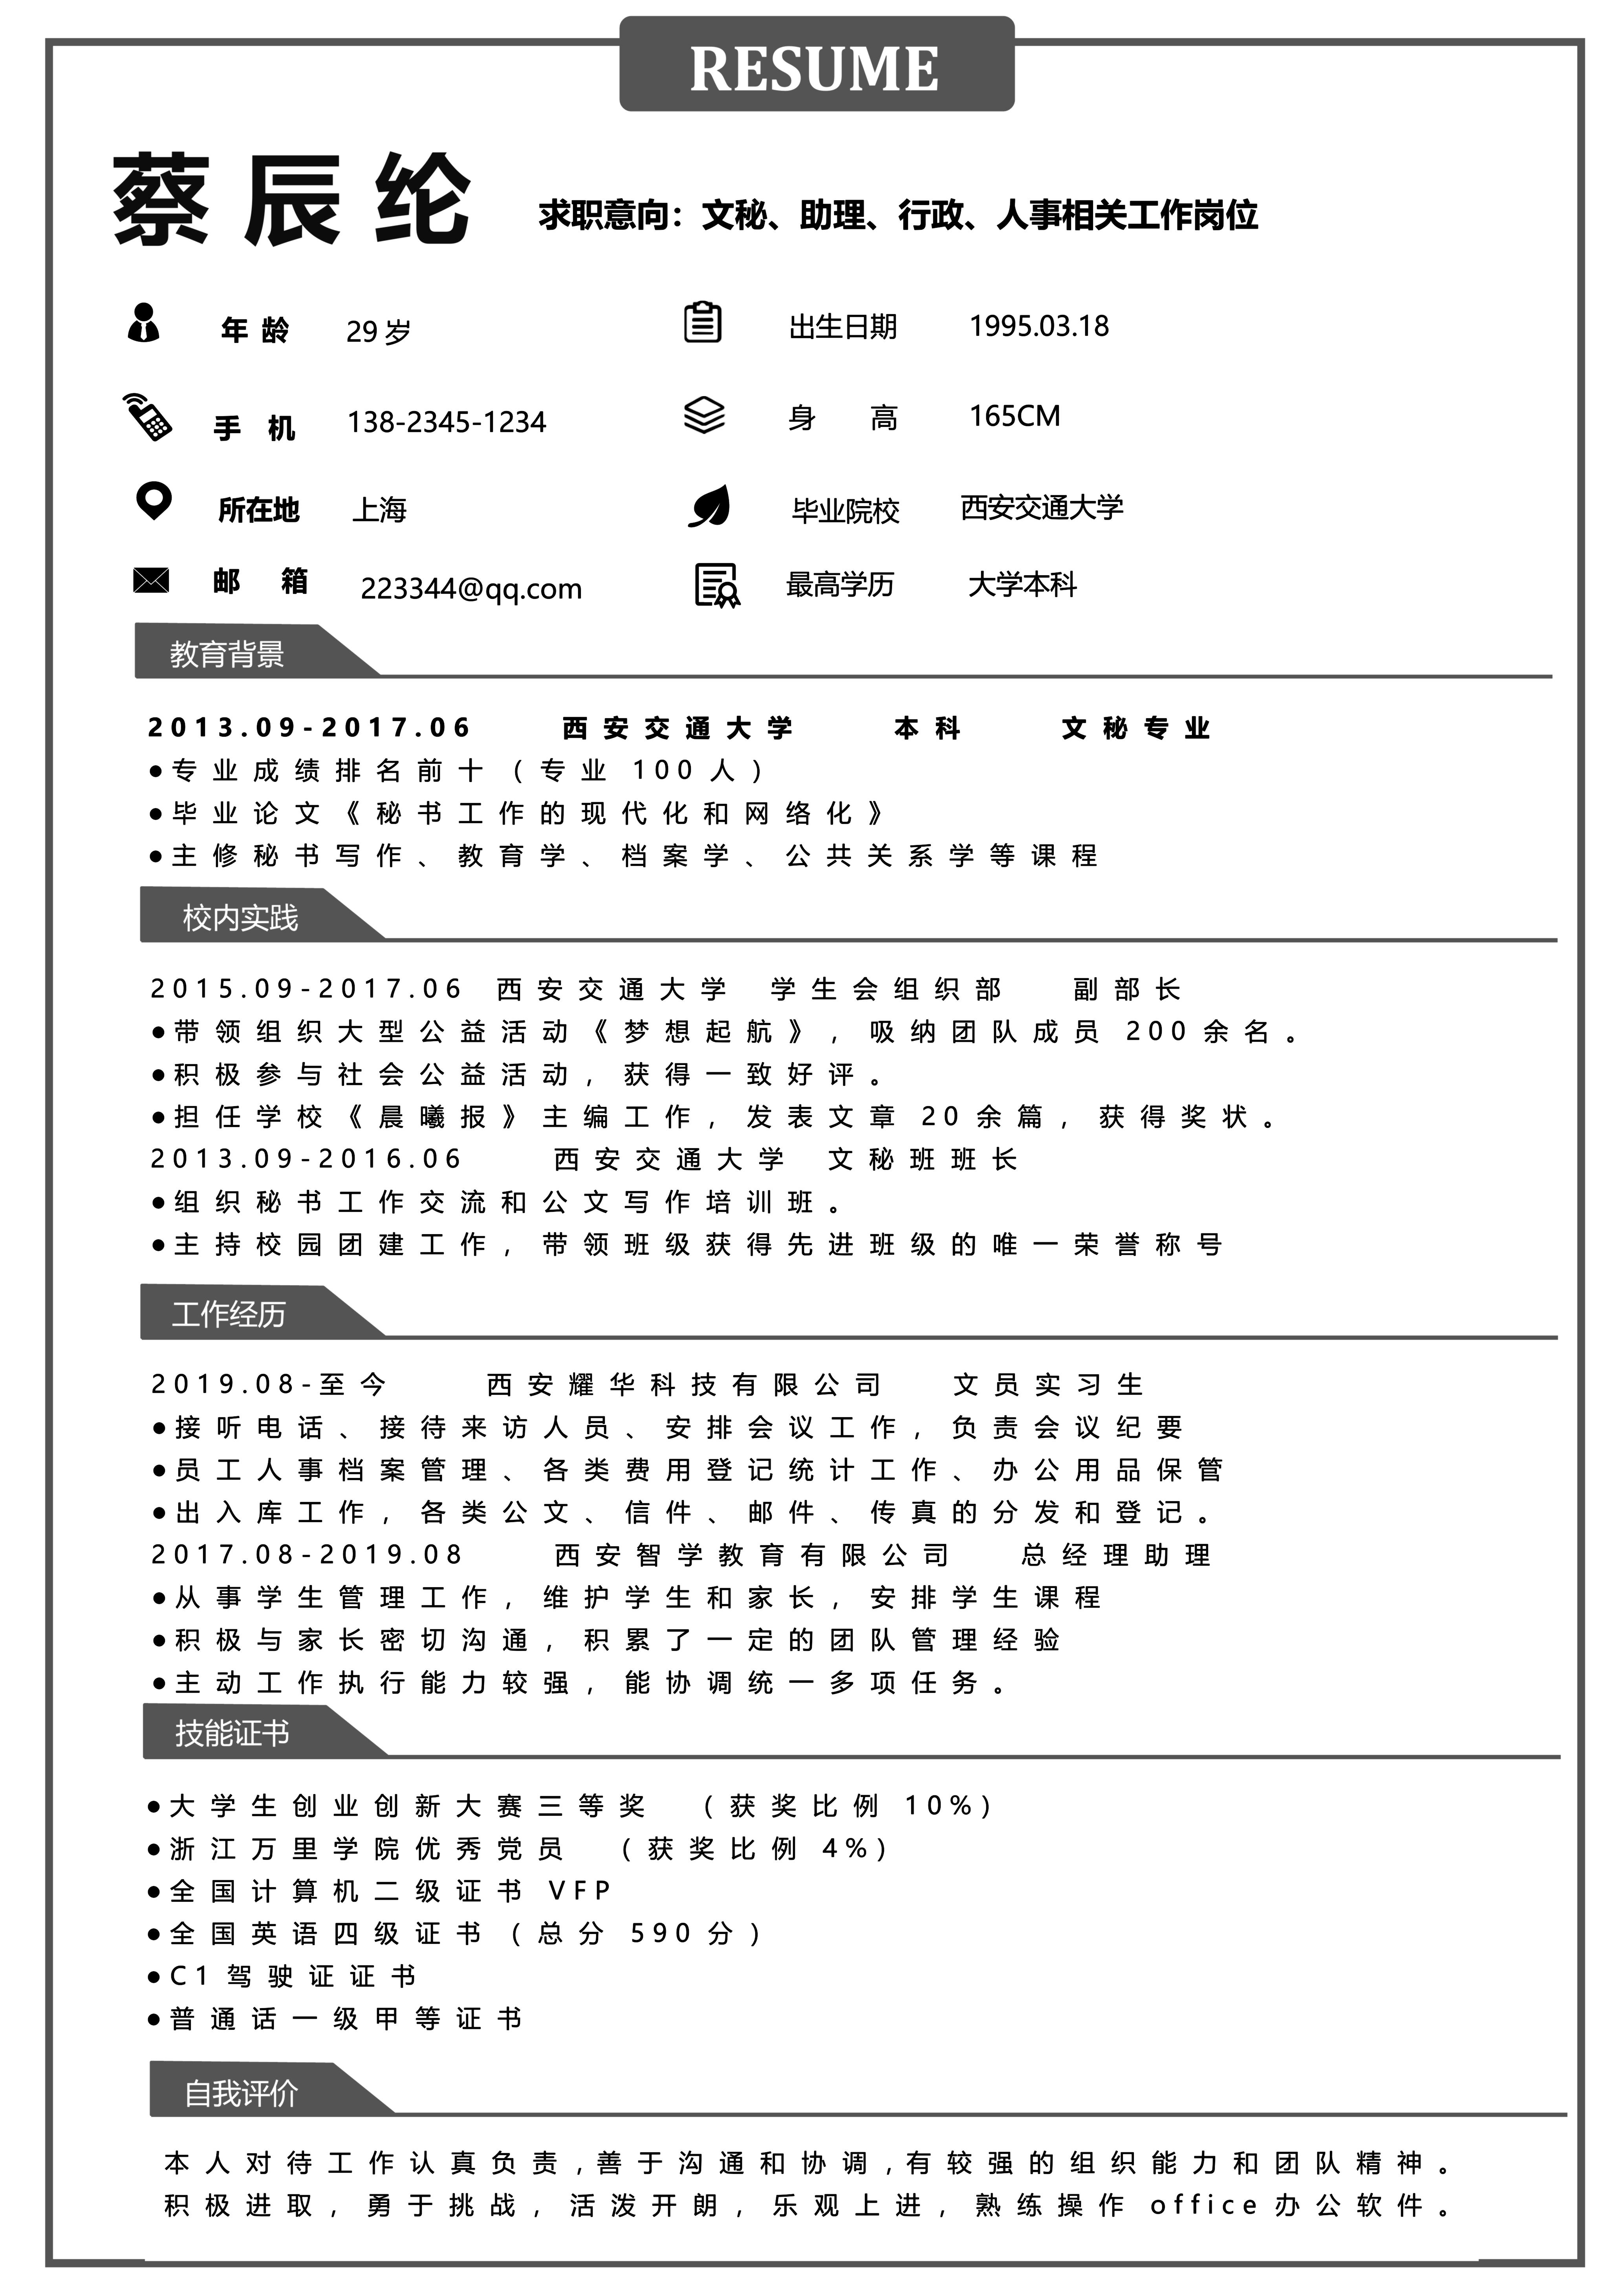 RESUME
蔡辰纶 求职意向：文秘、助理、行政、人事相关工作岗位
年龄 29岁 出生日期 1995.03.18
手机 138-2345-1234 身高 165CM
所在地 上海 毕业院校 西安交通大学
邮箱 223344@qq.com 最高学历 大学本科
教育背景
2013.09-2017.06 西安交通大学 本科 文秘专业
●专业成绩排名前十（专业100人）
●毕业论文《秘书工作的现代化和网络化》
●主修秘书写作、教育学、档案学、公共关系学等课程
校内实践
2015.09-2017.06 西安交通大学 学生会组织部 副部长
●带领组织大型公益活动《梦想起航》，吸纳团队成员200余名。
●积极参与社会公益活动，获得一致好评。
●担任学校《晨曦报》主编工作，发表文章20余篇，获得奖状。
2013.09-2016.06 西安交通大学 文秘班班长
●组织秘书工作交流和公文写作培训班。
●主持校园团建工作，带领班级获得先进班级的唯一荣誉称号
工作经历
2019.08-至今 西安耀华科技有限公司 文员实习生
●接听电话、接待来访人员、安排会议工作，负责会议纪要
●员工人事档案管理、各类费用登记统计工作、办公用品保管
●出入库工作，各类公文、信件、邮件、传真的分发和登记。
2017.08-2019.08 西安智学教育有限公司 总经理助理
●从事学生管理工作，维护学生和家长，安排学生课程
●积极与家长密切沟通，积累了一定的团队管理经验
●主动工作执行能力较强，能协调统一多项任务。
技能证书
●大学生创业创新大赛三等奖 （获奖比例10%）
●浙江万里学院优秀党员 （获奖比例4%）
●全国计算机二级证书VFP
●全国英语四级证书（总分590分）
●C1驾驶证证书
●普通话一级甲等证书
自我评价
本人对待工作认真负责,善于沟通和协调,有较强的组织能力和团队精神。
积极进取，勇于挑战，活泼开朗，乐观上进，熟练操作office办公软件。